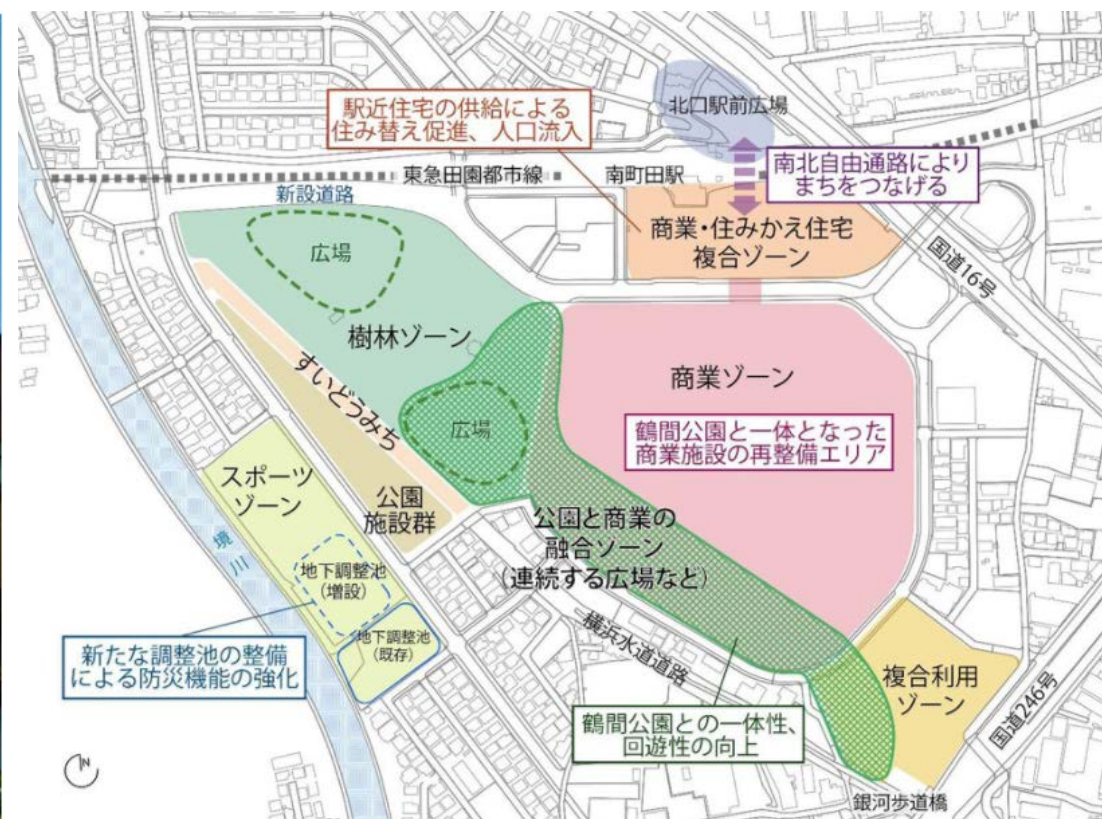 北口駅前広場
駅近住宅の供給による
住み替え促進、人口流入
東急田園都市線
南町田駅
南北自由通路により
まちをつなげる
新設道路
商業・住みかえ住宅
複合ゾーン
国道16号
広場
樹林ゾーン
商業ゾーン
すいどうみち
広場
鶴間公園と一体となった
商業施設の再整備エリア
スポーツ
ゾーン
公園
施設群
公園と商業の
融合ゾーン
(連続する広場など)
境川
地下調整池
(増設)
地下調整池
(既存)
横浜水道道路
新たな調整池の整備
による防災機能の強化
複合利用
ゾーン
鶴間公園との一体性、
回遊性の向上
国道246号
N
銀河歩道橋